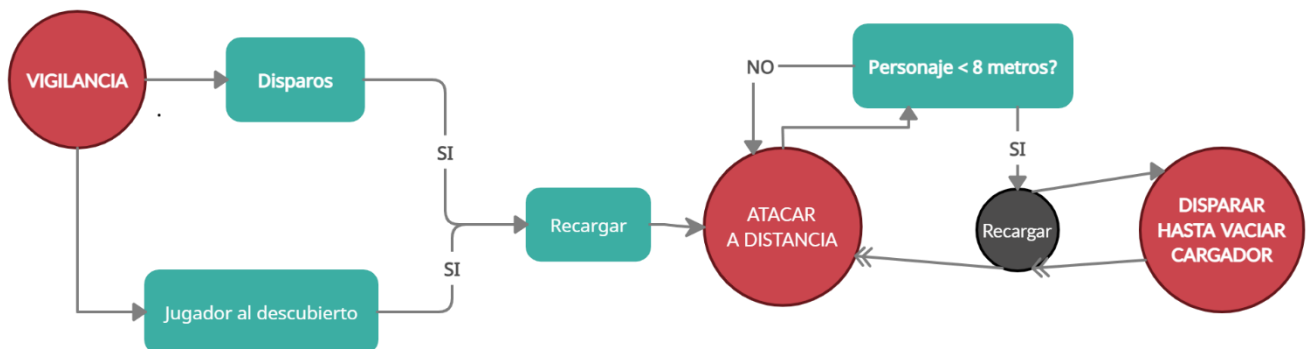 VIGILANCIA
Disparos
SI
Jugador al descubierto
SI
Recargar
ATACAR
A DISTANCIA
NO
Personaje < 8 metros?
SI
Recargar
DISPARAR
HASTA VACIAR
CARGADOR